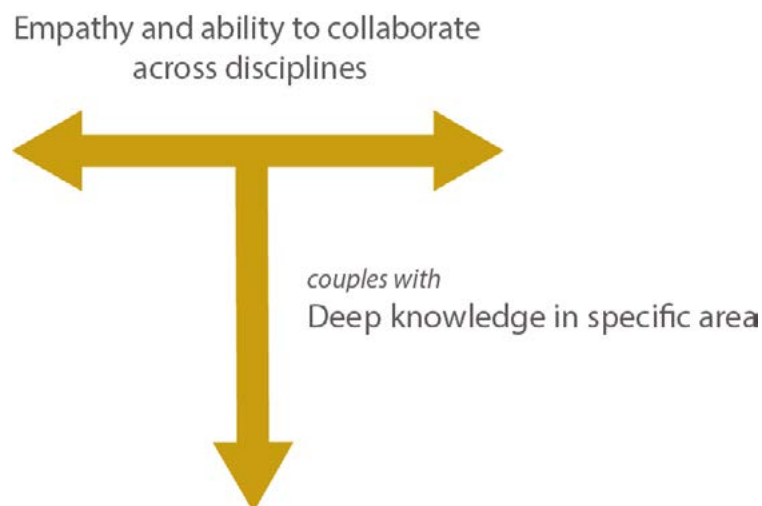 Empathy and ability to collaborate
across disciplines
couples with
Deep knowledge in specific area